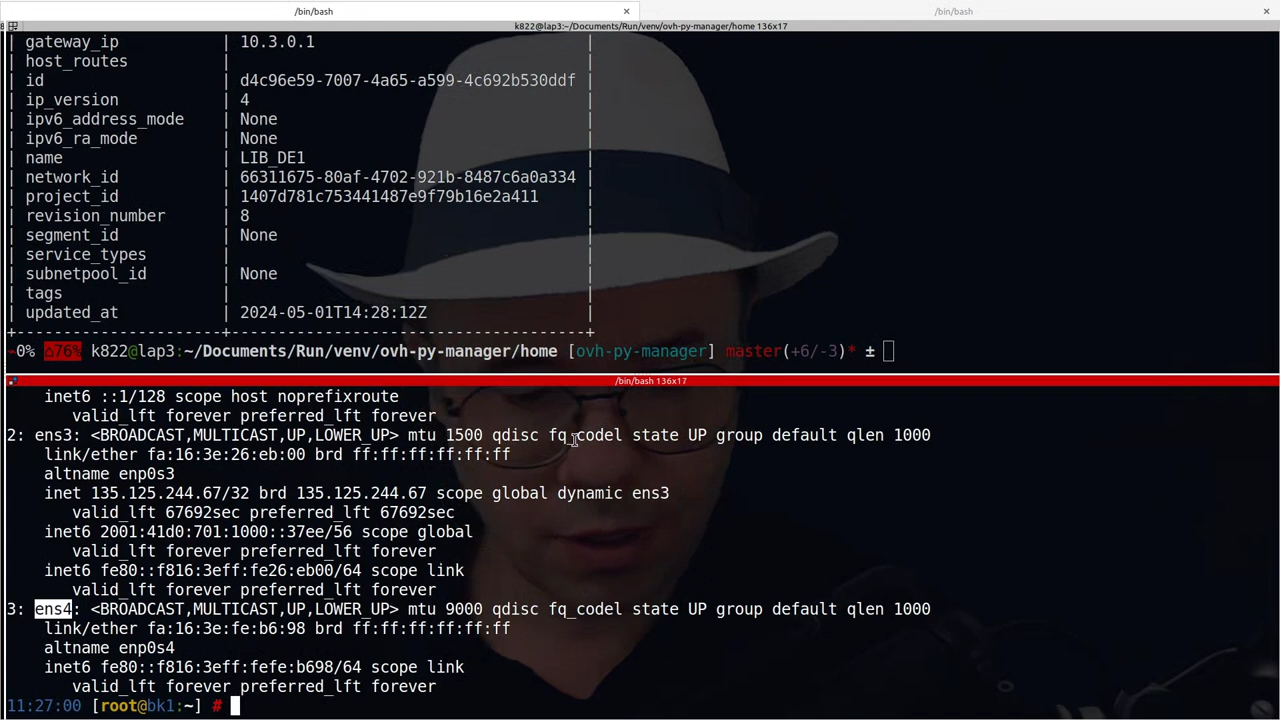 /bin/bash × /bin/bash ×
k822@lap3:~/Documents/Run/venv/ovh-py-manager/home 136x17
| gateway_ip | 10.3.0.1 |
| host_routes | |
| id | d4c96e59-7007-4a65-a599-4c692b530ddf |
| ip_version | 4 |
| ipv6_address_mode | None |
| ipv6_ra_mode | None |
| name | LIB_DE1 |
| network_id | 66311675-80af-4702-921b-8487c6a0a334 |
| project_id | 1407d781c753441487e9f79b16e2a411 |
| revision_number | 8 |
| segment_id | None |
| service_types | |
| subnetpool_id | None |
| tags | |
| updated_at | 2024-05-01T14:28:12Z |
+-----------------------+--------------------------------------+
0% ⌂76% k822@lap3:~/Documents/Run/venv/ovh-py-manager/home [ovh-py-manager] master(+6/-3)* ±
/bin/bash 136x17
inet6 ::1/128 scope host noprefixroute
valid_lft forever preferred_lft forever
2: ens3: <BROADCAST,MULTICAST,UP,LOWER_UP> mtu 1500 qdisc fq_codel state UP group default qlen 1000
link/ether fa:16:3e:26:eb:00 brd ff:ff:ff:ff:ff:ff
altname enp0s3
inet 135.125.244.67/32 brd 135.125.244.67 scope global dynamic ens3
valid_lft 67692sec preferred_lft 67692sec
inet6 2001:41d0:701:1000::37ee/56 scope global
valid_lft forever preferred_lft forever
inet6 fe80::f816:3eff:fe26:eb00/64 scope link
valid_lft forever preferred_lft forever
3: ens4: <BROADCAST,MULTICAST,UP,LOWER_UP> mtu 9000 qdisc fq_codel state UP group default qlen 1000
link/ether fa:16:3e:fe:b6:98 brd ff:ff:ff:ff:ff:ff
altname enp0s4
inet6 fe80::f816:3eff:fefe:b698/64 scope link
valid_lft forever preferred_lft forever
11:27:00 [root@bk1:~] #